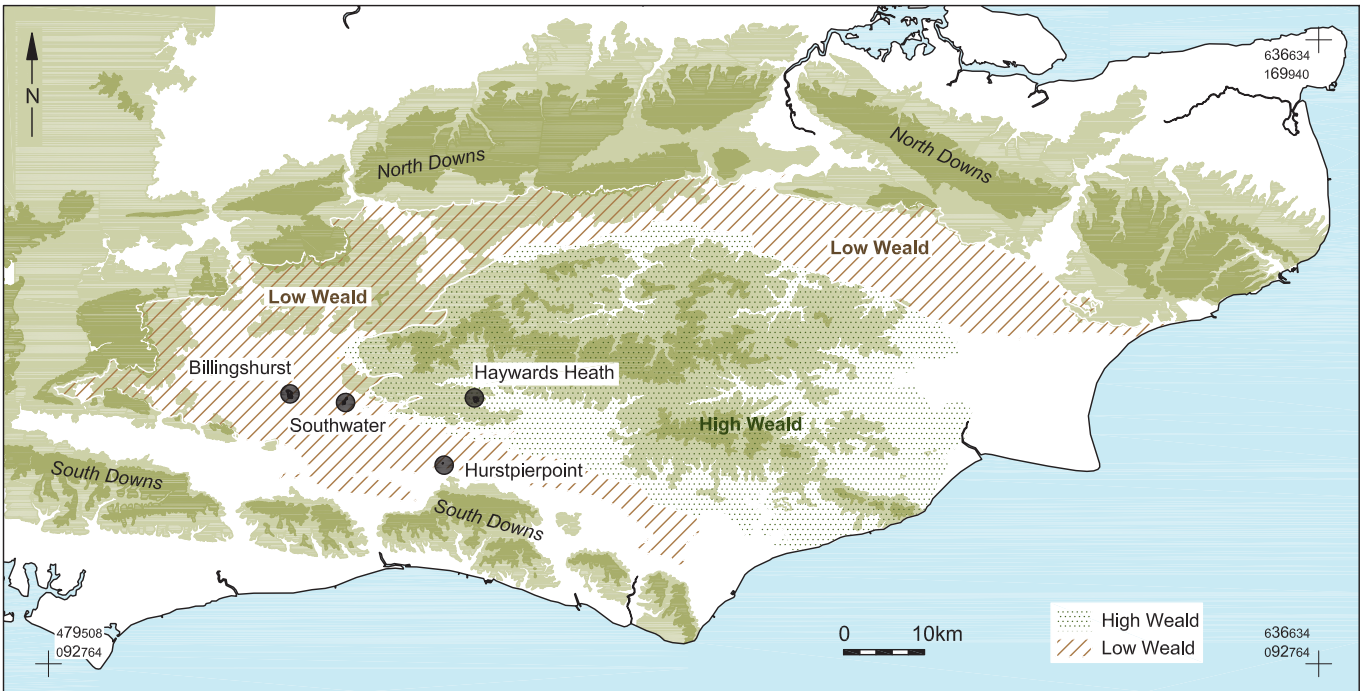 636634
169940
N
North Downs
North Downs
Low Weald
Low Weald
Billingshurst
Haywards Heath
Southwater
High Weald
Hurstpierpoint
South Downs
South Downs
479508
092764
0 10km
High Weald
Low Weald
636634
092764